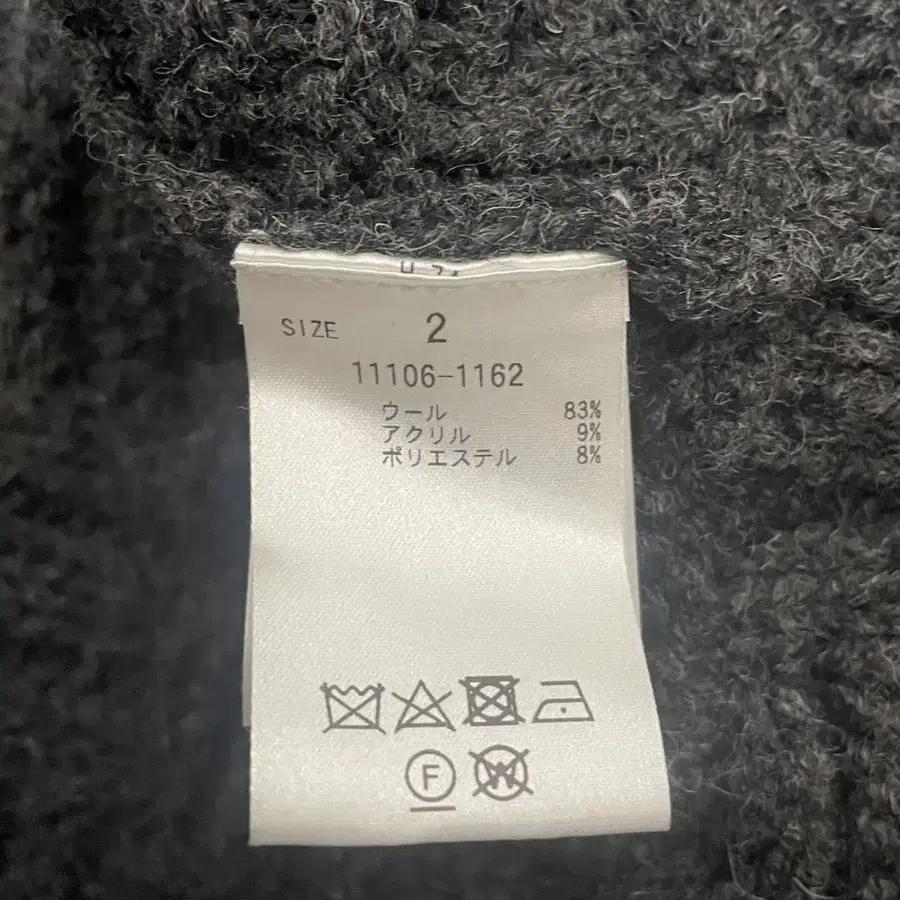 SIZE 2
11106-1162
ウール 83%
アクリル 9%
ポリエステル 8%
F
W